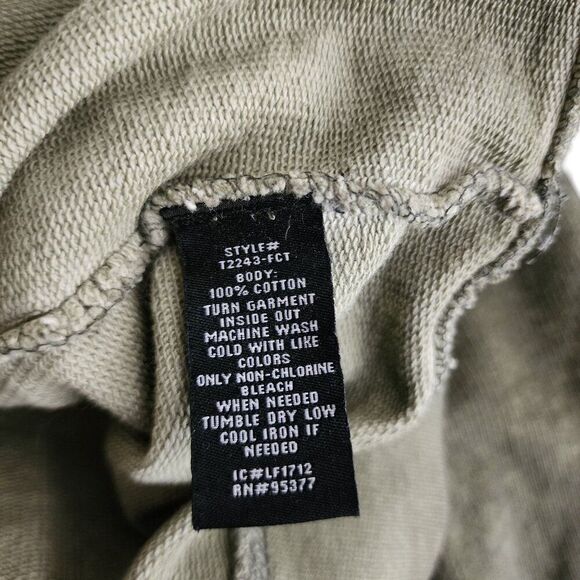 STYLE#
T2243-FCT
BODY:
100% COTTON
TURN GARMENT
INSIDE OUT
MACHINE WASH
COLD WITH LIKE
COLORS
ONLY NON-CHLORINE
BLEACH
WHEN NEEDED
TUMBLE DRY LOW
COOL IRON IF
NEEDED
IC#LF1712
RN#95377